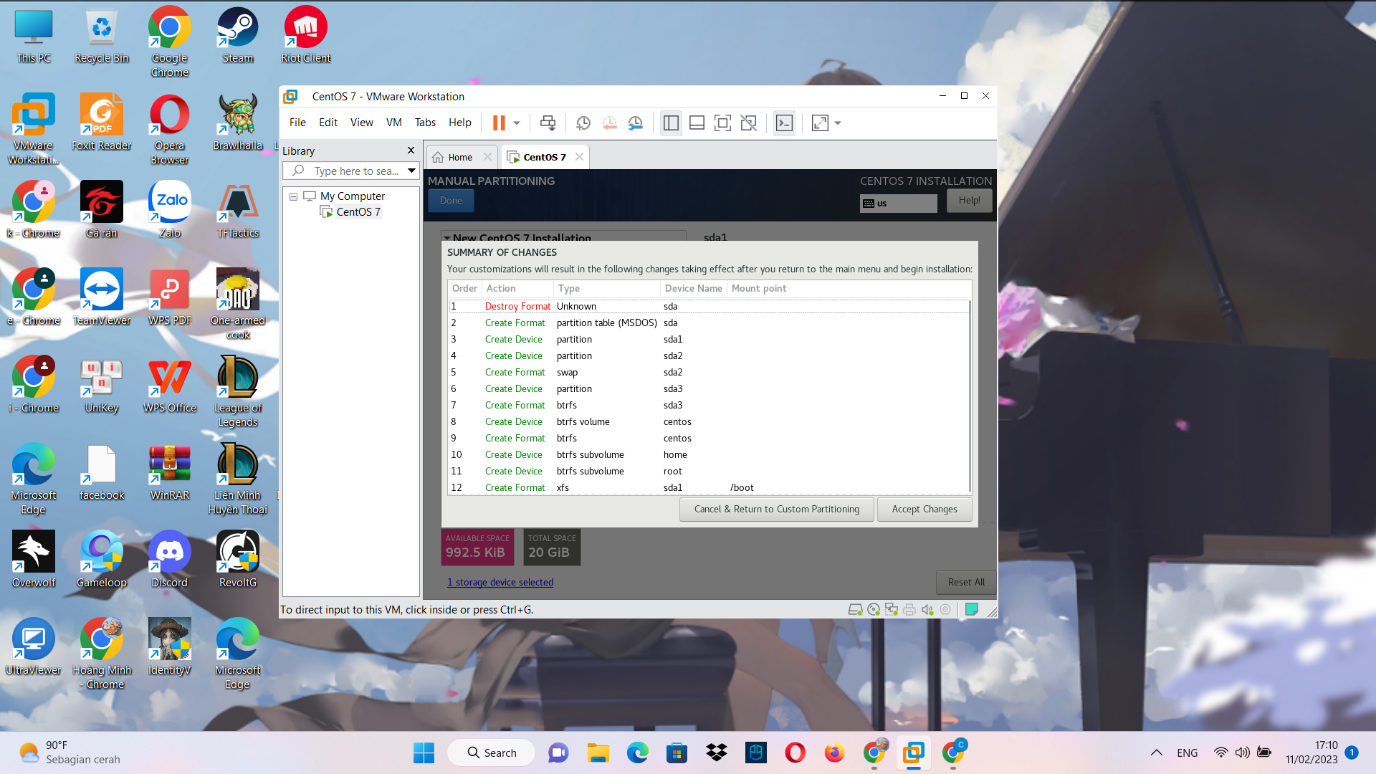 This PC
Recycle Bin
Google
Chrome
Steam
Riot Client
VMware
Workstati...
Foxit Reader
Opera
Browser
Brawlhalla
k - Chrome
Gà rán
Zalo
TFTactics
e - Chrome
TeamViewer
WPS PDF
One-armed
cook
i - Chrome
UniKey
WPS Office
League of
Legends
Microsoft
Edge
facebook
WinRAR
Liên Minh
Huyền Thoại
Overwolf
Gameloop
Discord
RevoltG
UltraViewer
Hoàng Minh
- Chrome
IdentityV
Microsoft
Edge
CentOS 7 - VMware Workstation
File Edit View VM Tabs Help
Library
Type here to sea...
My Computer
CentOS 7
Home
CentOS 7
MANUAL PARTITIONING
CENTOS 7 INSTALLATION
Done
us
Help!
New CentOS 7 Installation
sda1
SUMMARY OF CHANGES
Your customizations will result in the following changes taking effect after you return to the main menu and begin installation:
Order Action Type Device Name Mount point
1 Destroy Format Unknown sda
2 Create Format partition table (MSDOS) sda
3 Create Device partition sda1
4 Create Device partition sda2
5 Create Format swap sda2
6 Create Device partition sda3
7 Create Format btrfs sda3
8 Create Device btrfs volume centos
9 Create Format btrfs centos
10 Create Device btrfs subvolume home
11 Create Device btrfs subvolume root
12 Create Format xfs sda1 /boot
Cancel & Return to Custom Partitioning
Accept Changes
AVAILABLE SPACE
992.5 KiB
TOTAL SPACE
20 GiB
1 storage device selected
Reset All
To direct input to this VM, click inside or press Ctrl+G.
90°F
Sebagian cerah
Search
ENG
17:10
11/02/2023
1